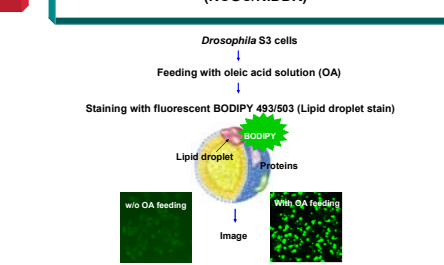 Drosophila S3 cells
Feeding with oleic acid solution (OA)
Staining with fluorescent BODIPY 493/503 (Lipid droplet stain)
BODIPY
Lipid droplet
Proteins
w/o OA feeding
With OA feeding
Image